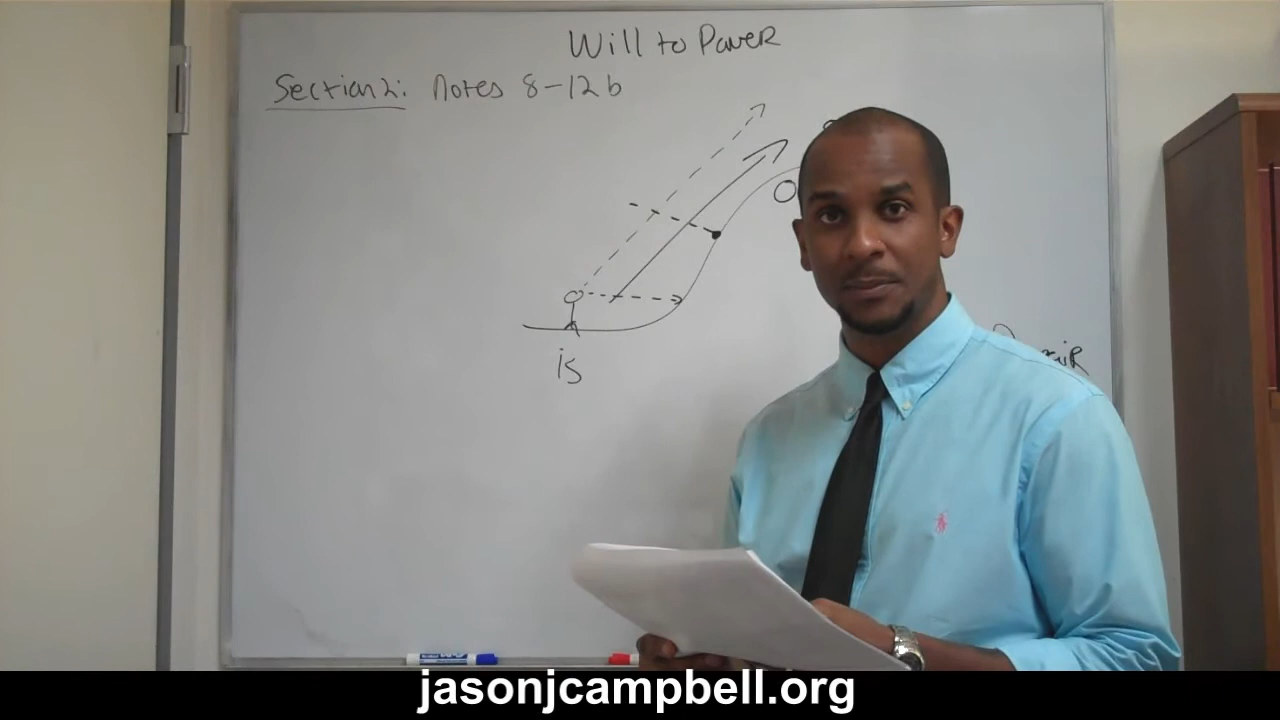 Will to Power
Section 2: Notes 8-12b
is
jasonjcampbell.org